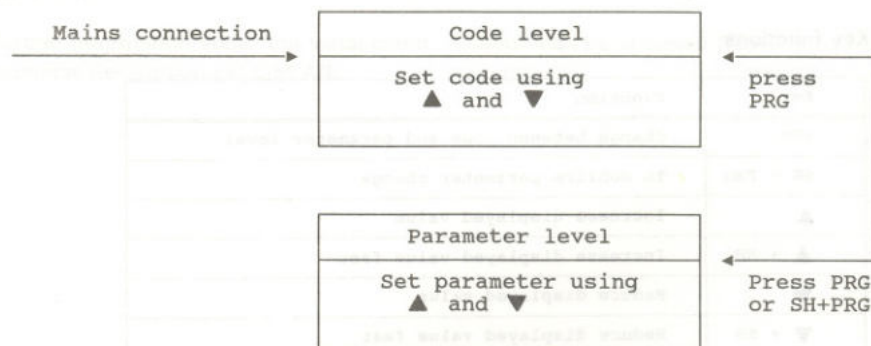 Mains connection
Code level
Set code using
▲ and ▼
press
PRG
Parameter level
Set parameter using
▲ and ▼
Press PRG
or SH+PRG